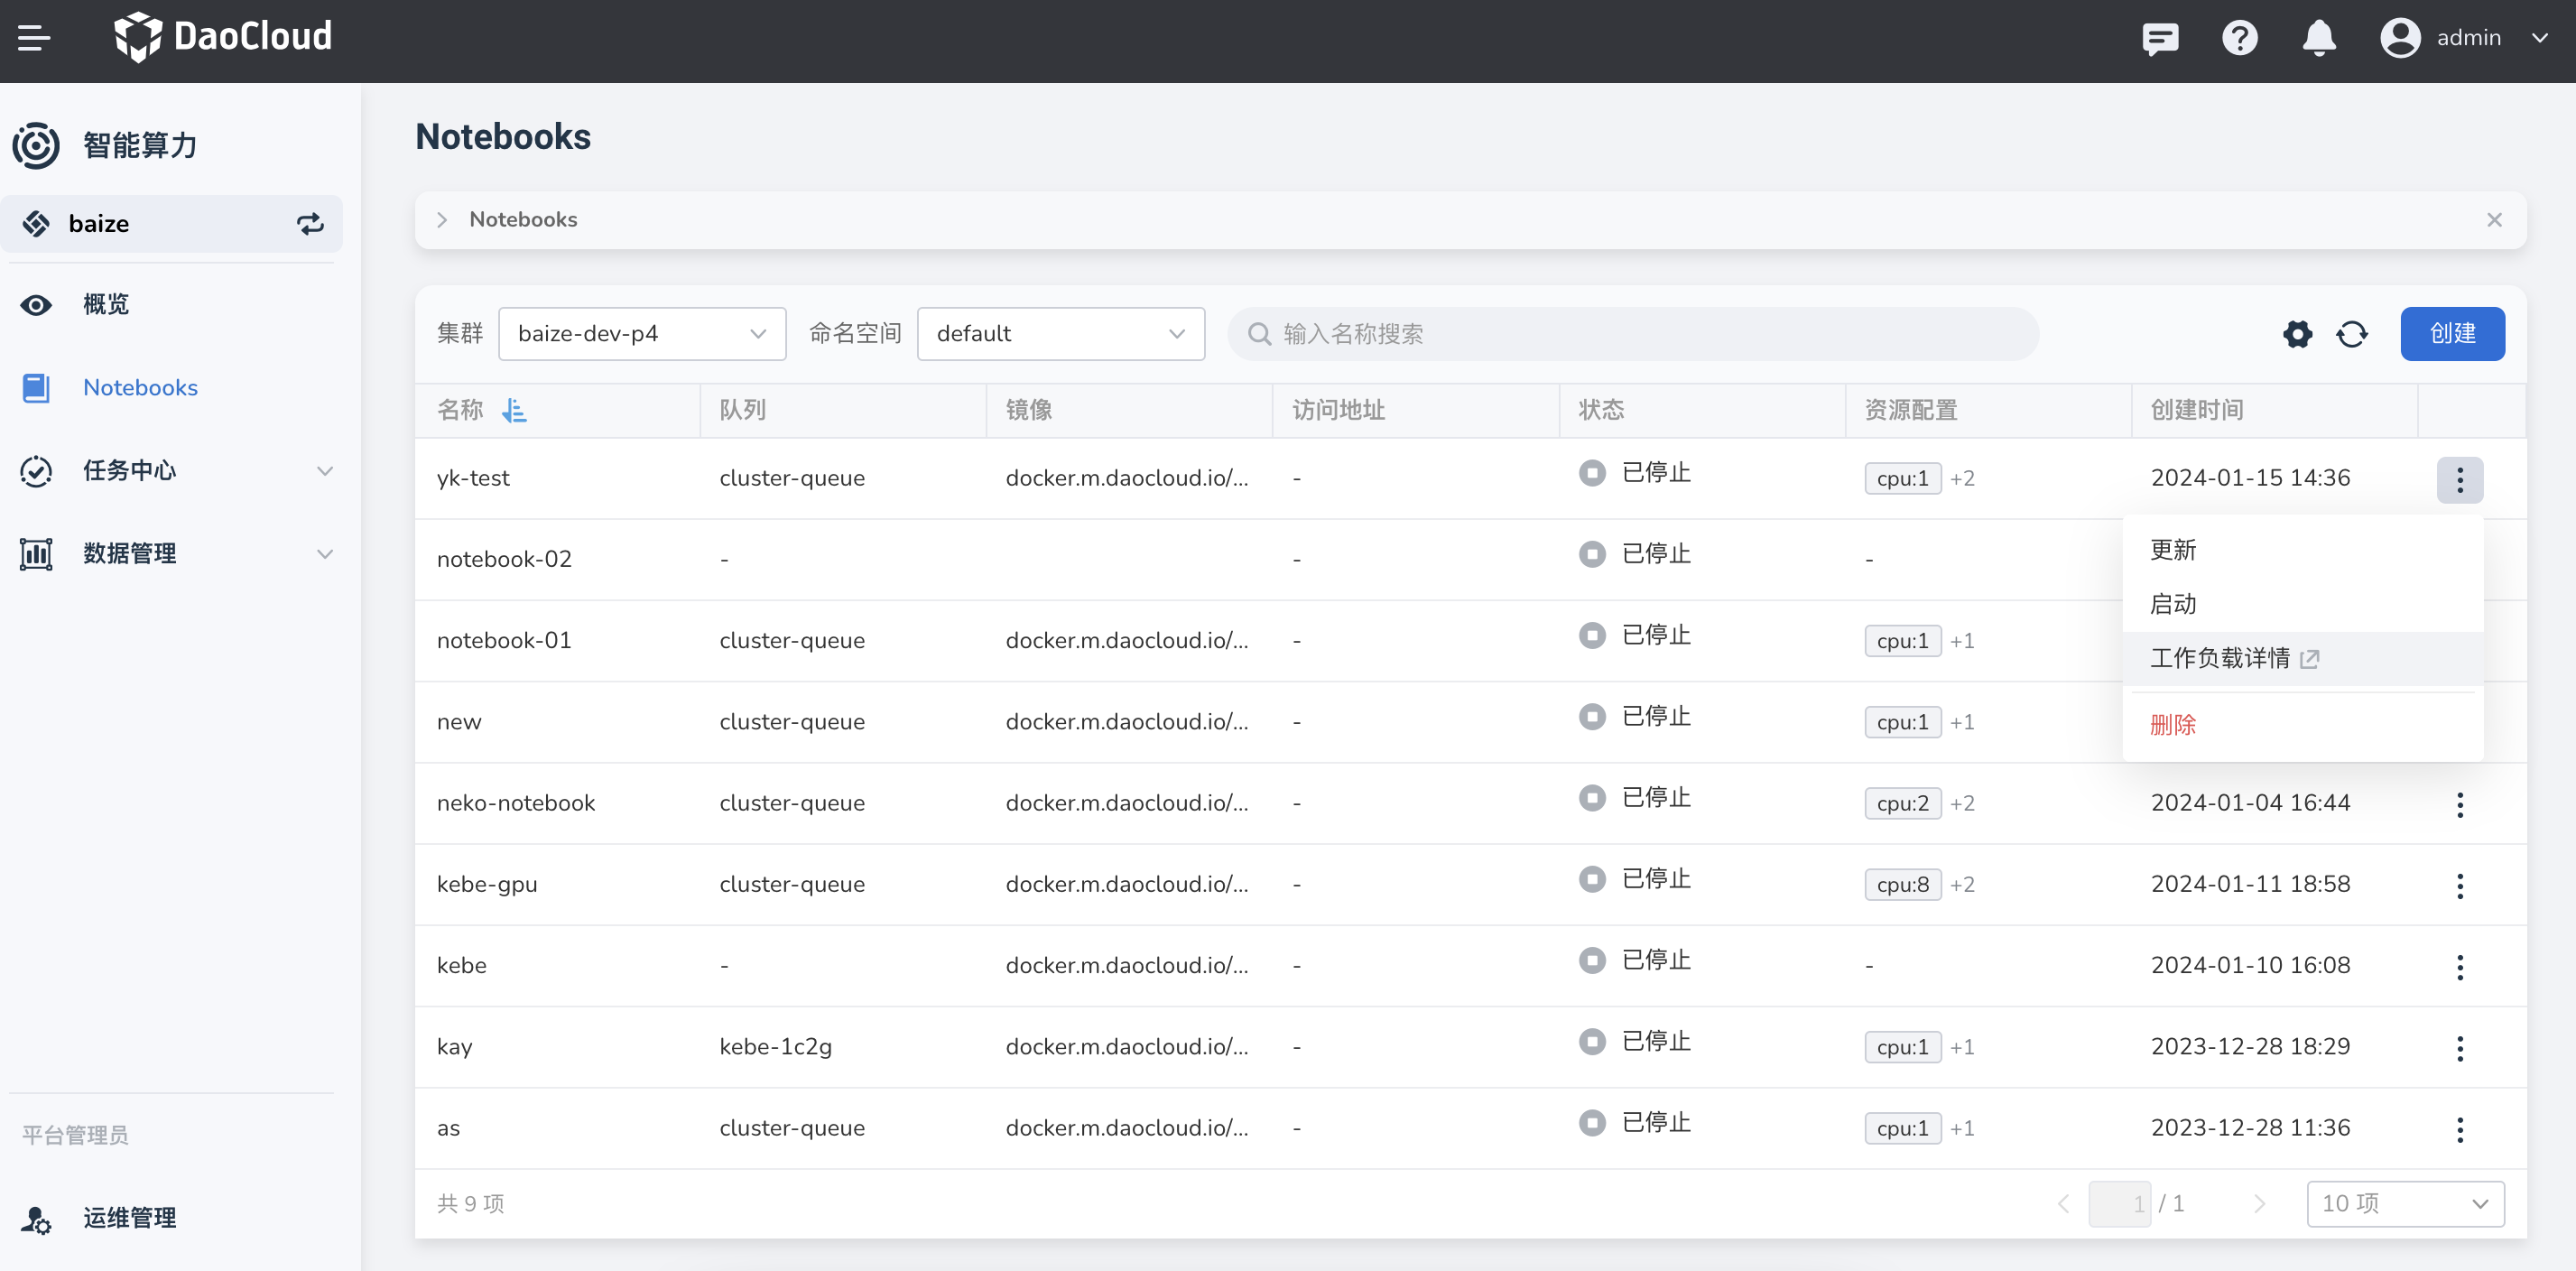 DaoCloud
admin
智能算力
baize
概览
Notebooks
任务中心
数据管理
平台管理员
运维管理
Notebooks
Notebooks
集群 baize-dev-p4 命名空间 default 输入名称搜索 创建
名称 队列 镜像 访问地址 状态 资源配置 创建时间
yk-test cluster-queue docker.m.daocloud.io/... - 已停止 cpu:1 +2 2024-01-15 14:36
notebook-02 - - 已停止 -
notebook-01 cluster-queue docker.m.daocloud.io/... - 已停止 cpu:1 +1
new cluster-queue docker.m.daocloud.io/... - 已停止 cpu:1 +1
更新
启动
工作负载详情
删除
neko-notebook cluster-queue docker.m.daocloud.io/... - 已停止 cpu:2 +2 2024-01-04 16:44
kebe-gpu cluster-queue docker.m.daocloud.io/... - 已停止 cpu:8 +2 2024-01-11 18:58
kebe - docker.m.daocloud.io/... - 已停止 - 2024-01-10 16:08
kay kebe-1c2g docker.m.daocloud.io/... - 已停止 cpu:1 +1 2023-12-28 18:29
as cluster-queue docker.m.daocloud.io/... - 已停止 cpu:1 +1 2023-12-28 11:36
共 9 项 1 / 1 10 项